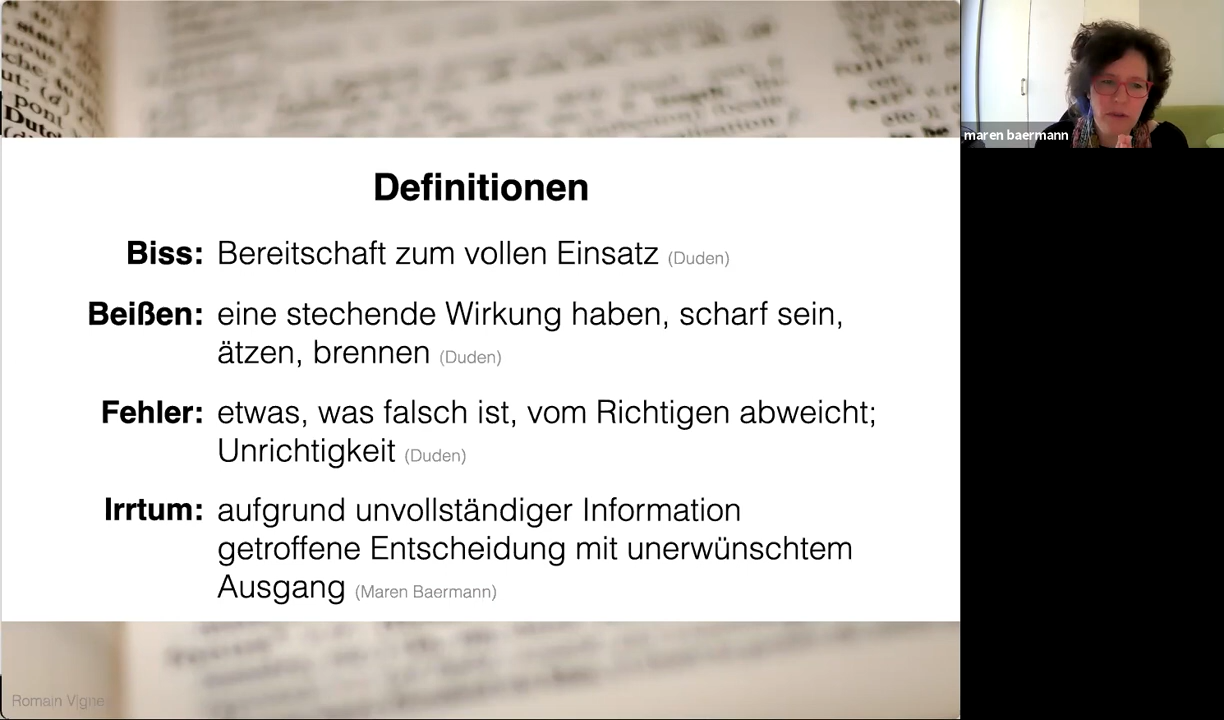 Definitionen
Biss: Bereitschaft zum vollen Einsatz (Duden)
Beißen: eine stechende Wirkung haben, scharf sein,
ätzen, brennen (Duden)
Fehler: etwas, was falsch ist, vom Richtigen abweicht;
Unrichtigkeit (Duden)
Irrtum: aufgrund unvollständiger Information
getroffene Entscheidung mit unerwünschtem
Ausgang (Maren Baermann)
Romain Vigne
maren baermann